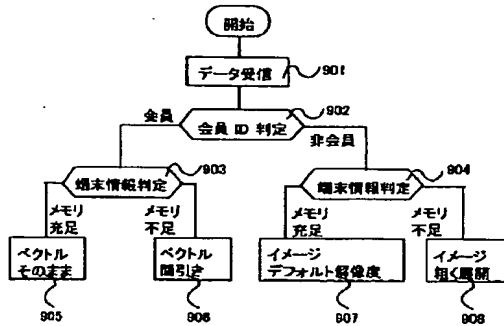 開始
データ受信
901
会員 ID 判定
902
会員
非会員
端末情報判定
903
端末情報判定
904
メモリ
充足
メモリ
不足
メモリ
充足
メモリ
不足
ベクトル
そのまま
905
ベクトル
間引き
906
イメージ
デフォルト解像度
907
イメージ
粗く展開
908